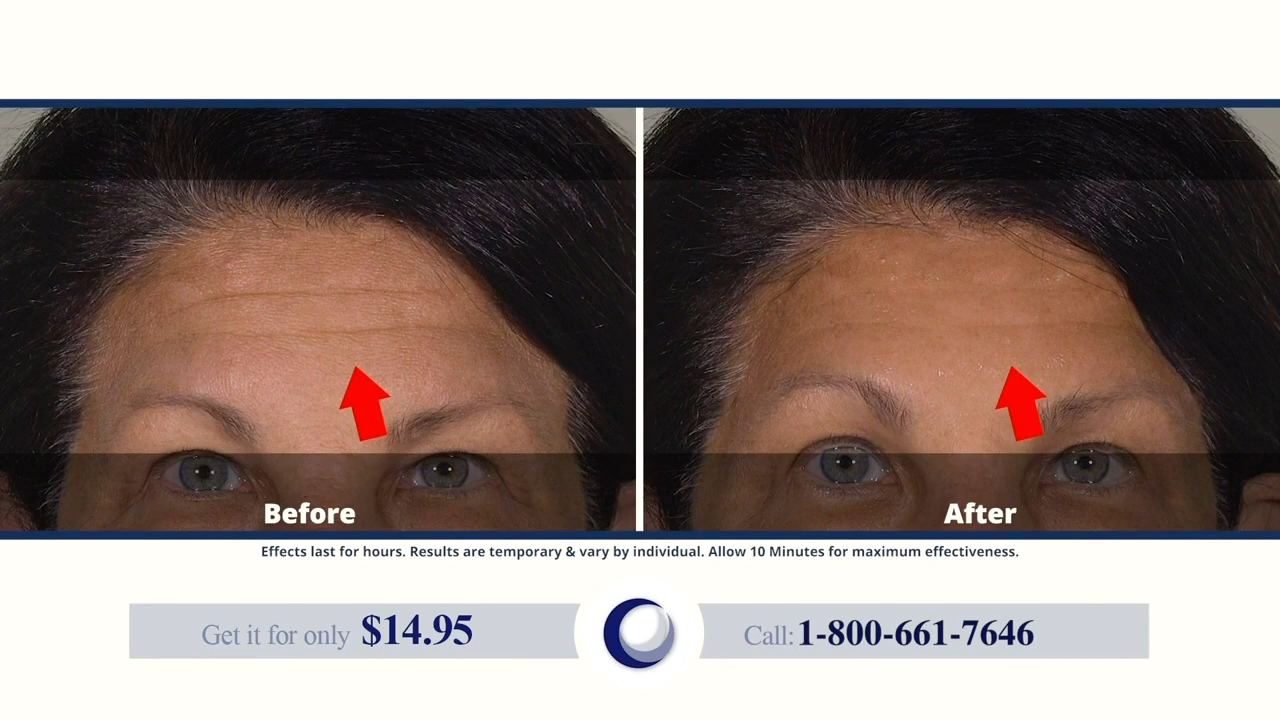 Before
After
Effects last for hours. Results are temporary & vary by individual. Allow 10 Minutes for maximum effectiveness.
Get it for only $14.95
Call: 1-800-661-7646